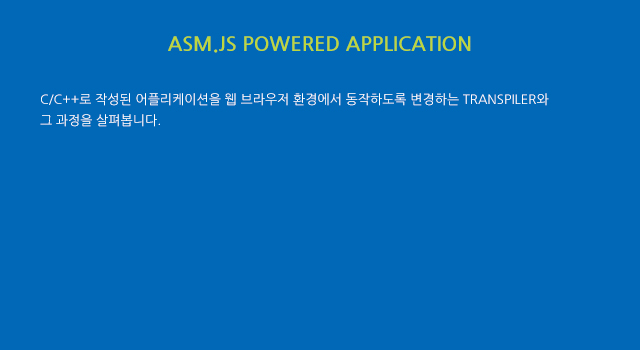 ASM.JS POWERED APPLICATION
C/C++로 작성된 어플리케이션을 웹 브라우저 환경에서 동작하도록 변경하는 TRANSPILER와
그 과정을 살펴봅니다.